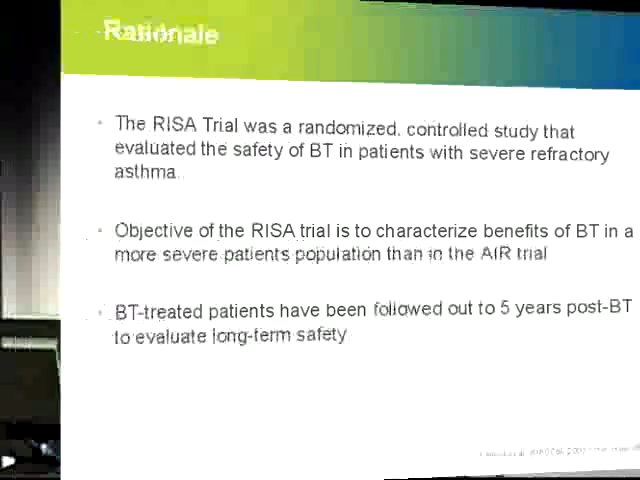 Rationale
The RISA Trial was a randomized, controlled study that
evaluated the safety of BT in patients with severe refractory
asthma.
Objective of the RISA trial is to characterize benefits of BT in a
more severe patients population than in the AIR trial
BT-treated patients have been followed out to 5 years post-BT
to evaluate long-term safety